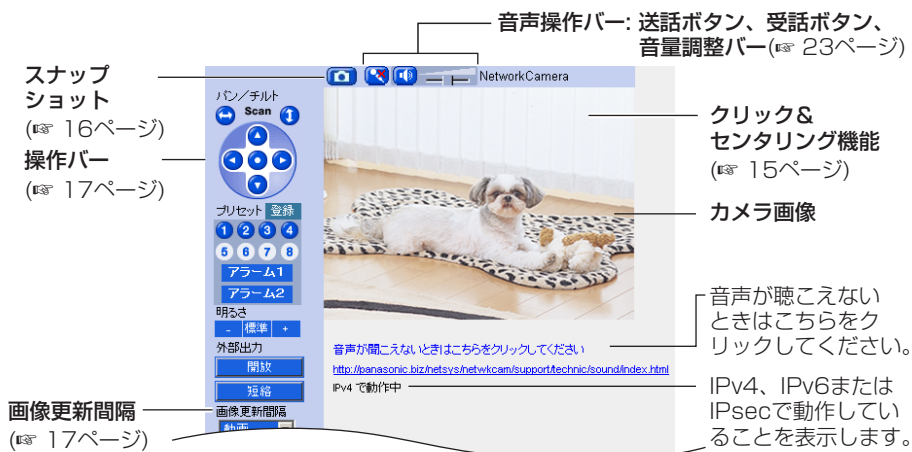 音声操作バー: 送話ボタン、受話ボタン、
音量調整バー(☞ 23ページ)
スナップ
ショット
(☞ 16ページ)
操作バー
(☞ 17ページ)
NetworkCamera
パン／チルト
Scan
プリセット 登録
1 2 3 4
5 6 7 8
アラーム1
アラーム2
明るさ
- 標準 +
外部出力
開放
短絡
画像更新間隔
動画
クリック&
センタリング機能
(☞ 15ページ)
カメラ画像
音声が聞こえないときはこちらをクリックしてください
http://panasonic.biz/netsys/netwkcam/support/technic/sound/index.html
IPv4 で動作中
音声が聴こえない
ときはこちらをク
リックしてください。
IPv4、IPv6または
IPsecで動作してい
ることを表示します。
画像更新間隔
(☞ 17ページ)